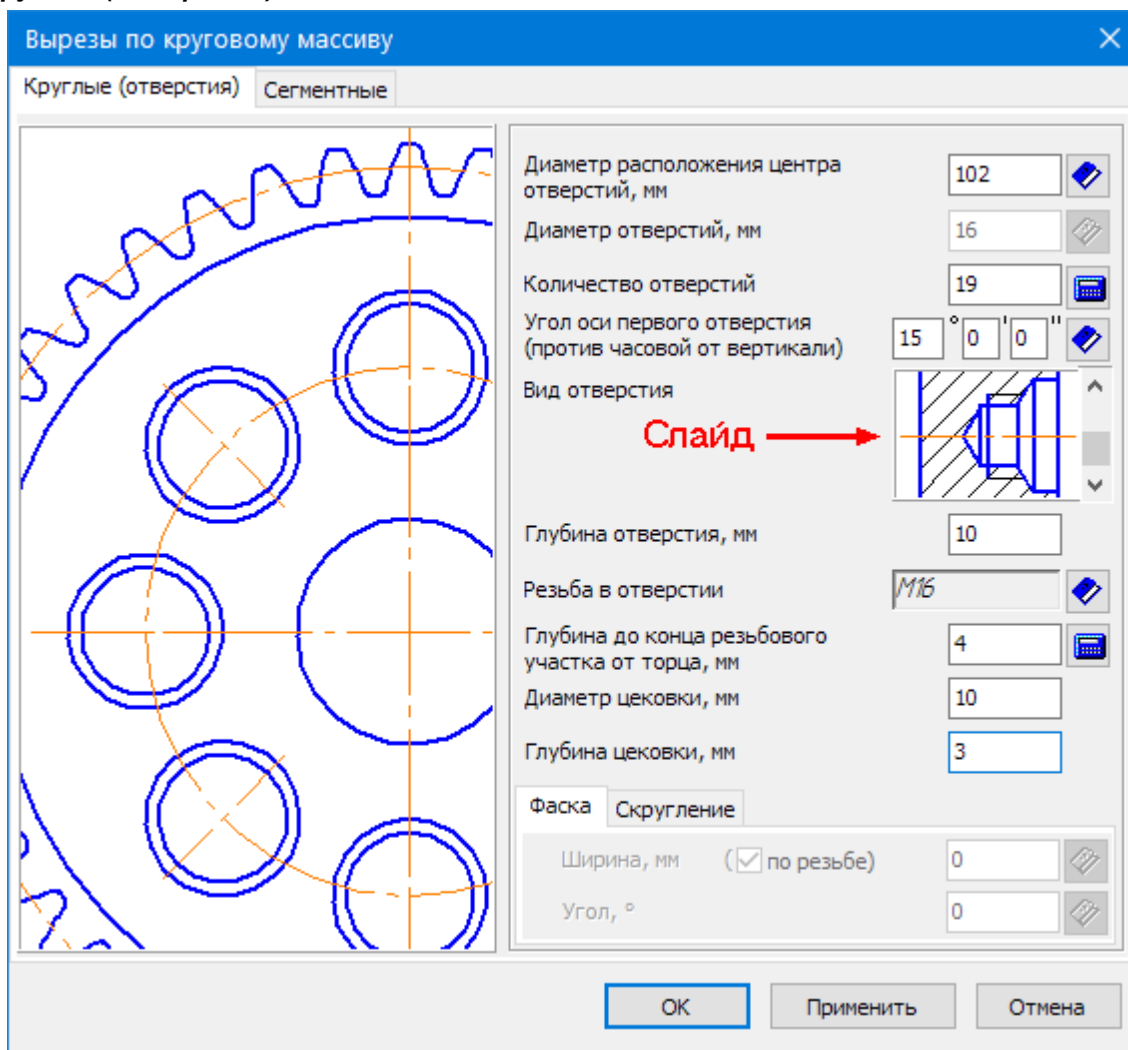 Вырезы по круговому массиву
Круглые (отверстия) Сегментные
Диаметр расположения центра
отверстий, мм
102
Диаметр отверстий, мм 16
Количество отверстий 19
Угол оси первого отверстия
(против часовой от вертикали)
15 ° 0 ' 0 "
Вид отверстия
Слайд
Глубина отверстия, мм 10
Резьба в отверстии M16
Глубина до конца резьбового
участка от торца, мм
4
Диаметр цековки, мм 10
Глубина цековки, мм 3
Фаска Скругление
Ширина, мм (по резьбе) 0
Угол, ° 0
ОК Применить Отмена